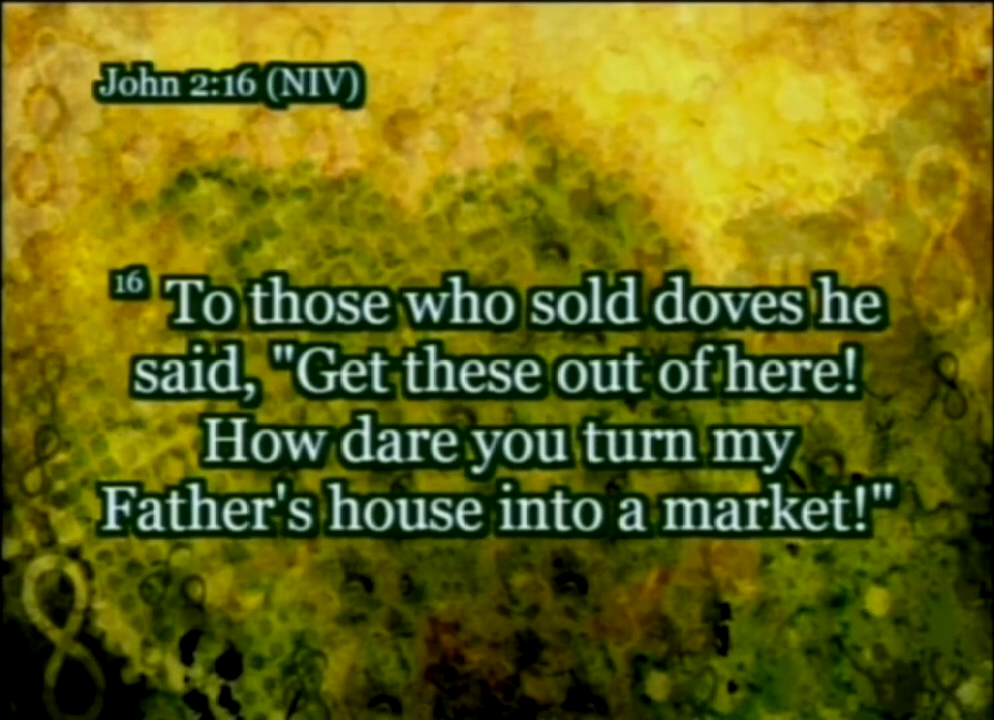 John 2:16 (NIV)
16 To those who sold doves he
said, "Get these out of here!
How dare you turn my
Father's house into a market!"